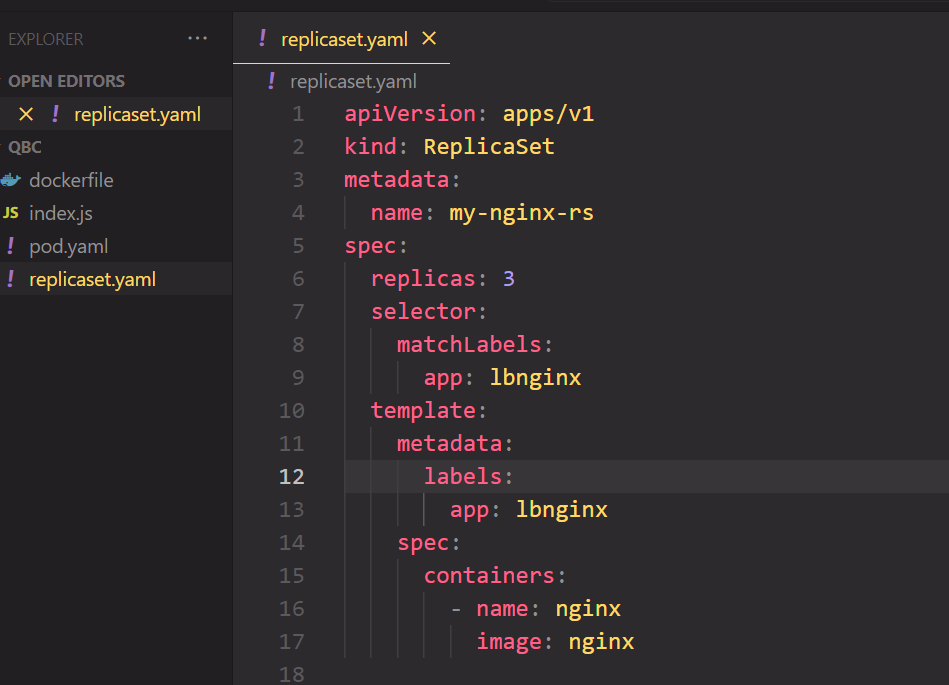 EXPLORER ...
OPEN EDITORS
× ! replicaset.yaml
QBC
dockerfile
JS index.js
! pod.yaml
! replicaset.yaml
! replicaset.yaml ×
! replicaset.yaml
1 apiVersion: apps/v1
2 kind: ReplicaSet
3 metadata:
4   name: my-nginx-rs
5 spec:
6   replicas: 3
7   selector:
8     matchLabels:
9       app: lbnginx
10   template:
11     metadata:
12       labels:
13         app: lbnginx
14     spec:
15       containers:
16         - name: nginx
17           image: nginx
18